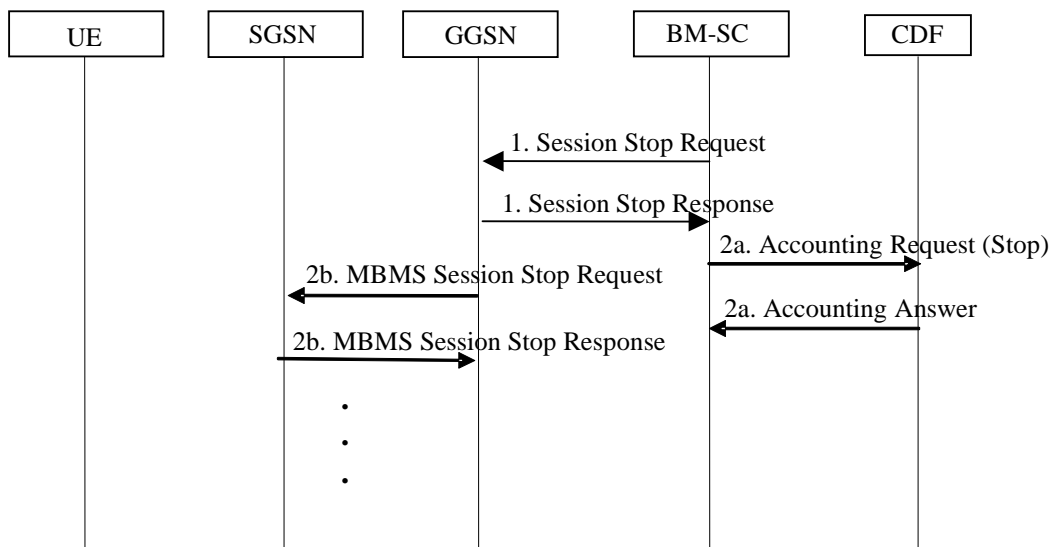 UE
SGSN
GGSN
BM-SC
CDF
1. Session Stop Request
1. Session Stop Response
2a. Accounting Request (Stop)
2b. MBMS Session Stop Request
2a. Accounting Answer
2b. MBMS Session Stop Response